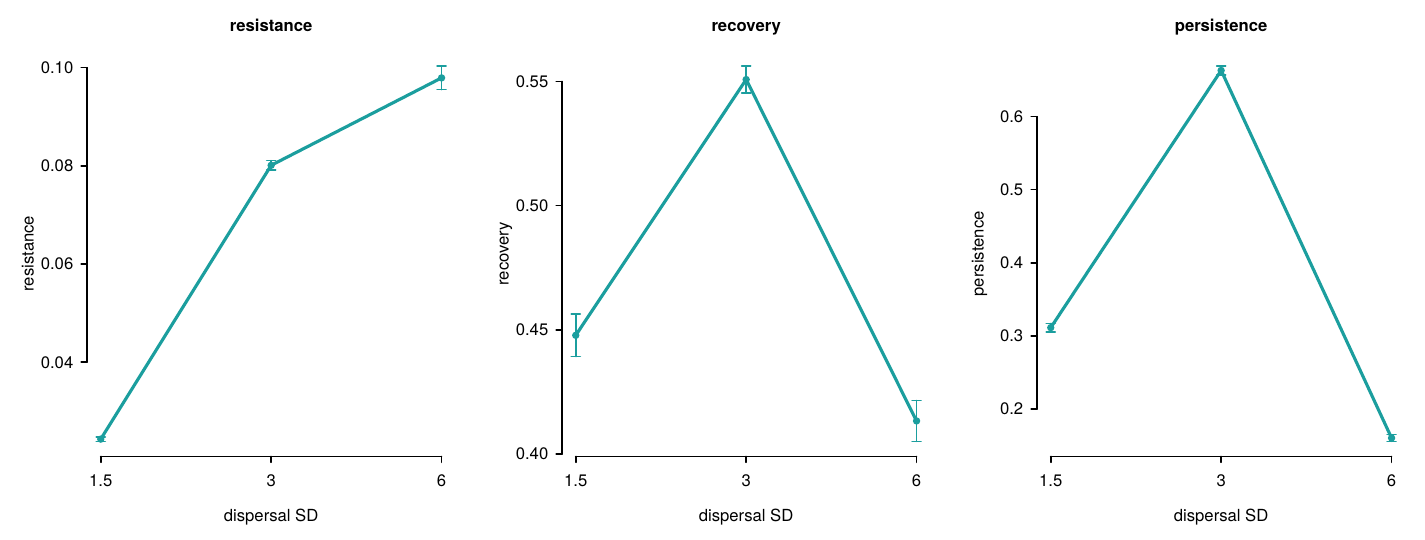 resistance
0.10
0.08
0.06
0.04
resistance
1.5 3 6
dispersal SD
recovery
0.55
0.50
0.45
0.40
recovery
1.5 3 6
dispersal SD
persistence
0.6
0.5
0.4
0.3
0.2
persistence
1.5 3 6
dispersal SD